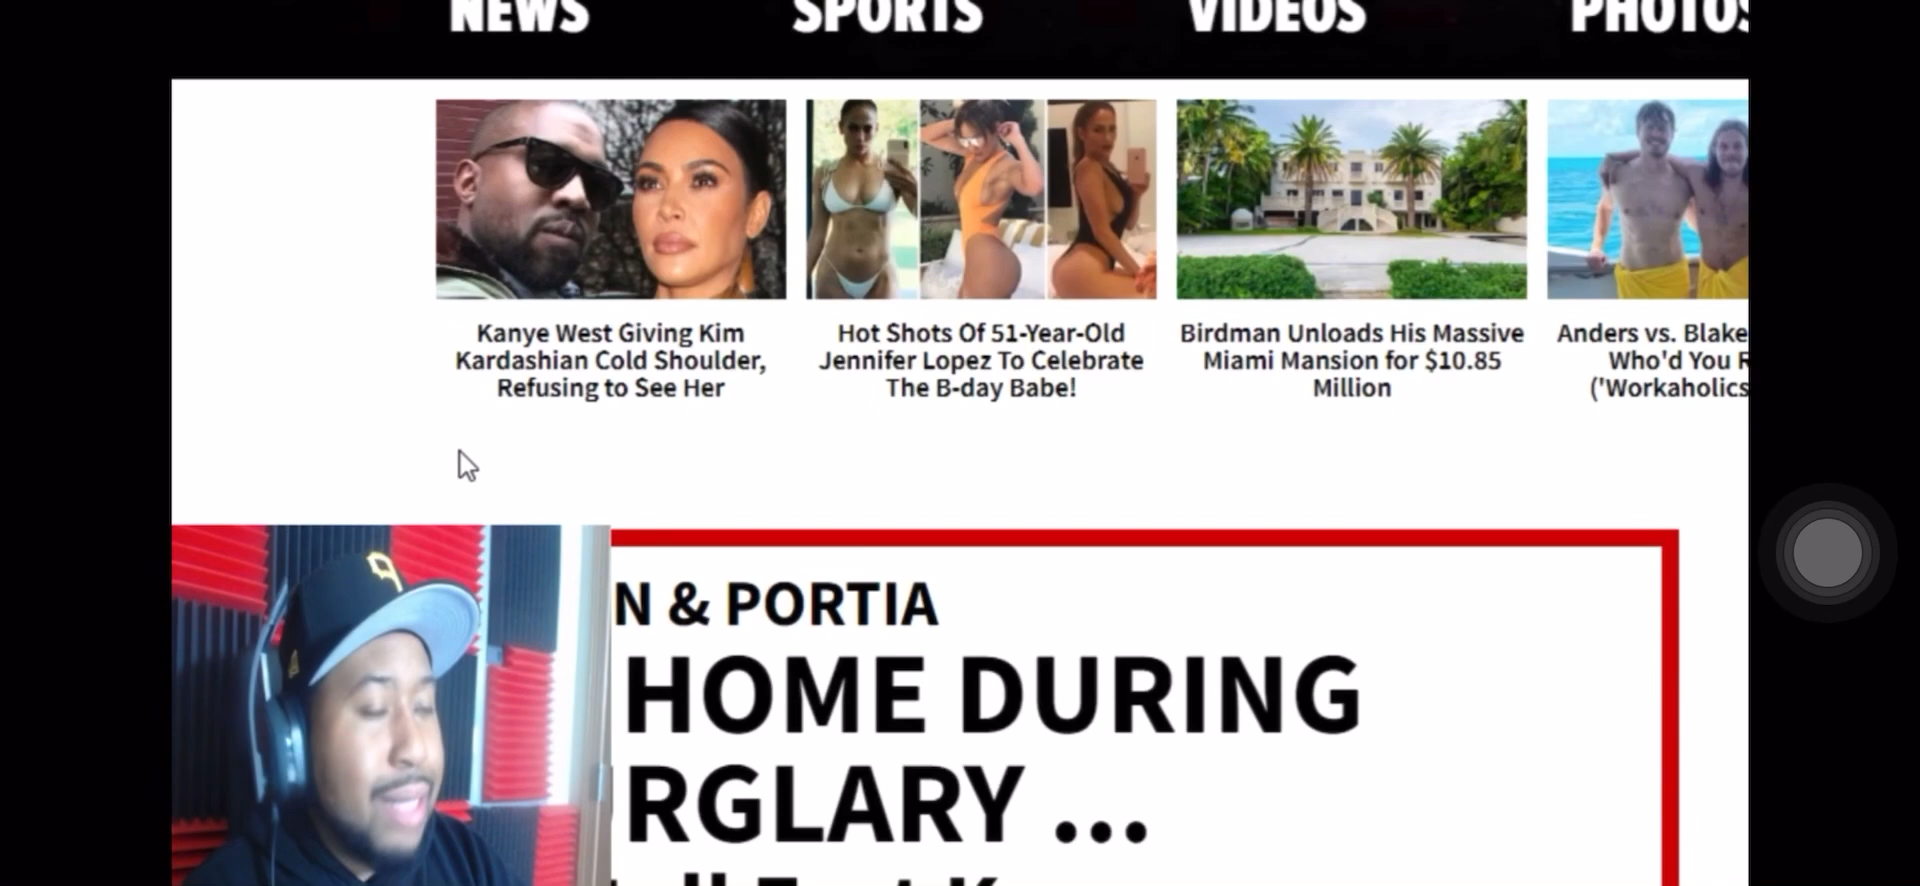 NEWS SPORTS VIDEOS PHOTOS
Kanye West Giving Kim
Kardashian Cold Shoulder,
Refusing to See Her
Hot Shots Of 51-Year-Old
Jennifer Lopez To Celebrate
The B-day Babe!
Birdman Unloads His Massive
Miami Mansion for $10.85
Million
Anders vs. Blake
Who'd You R
('Workaholics
N & PORTIA
HOME DURING
RGLARY ...